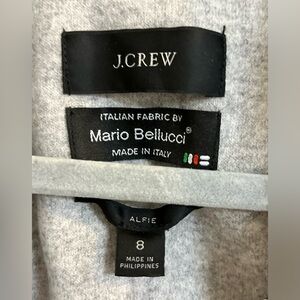 J.CREW
ITALIAN FABRIC BY
Mario Bellucci®
MADE IN ITALY
ALFIE
8
MADE IN
PHILIPPINES